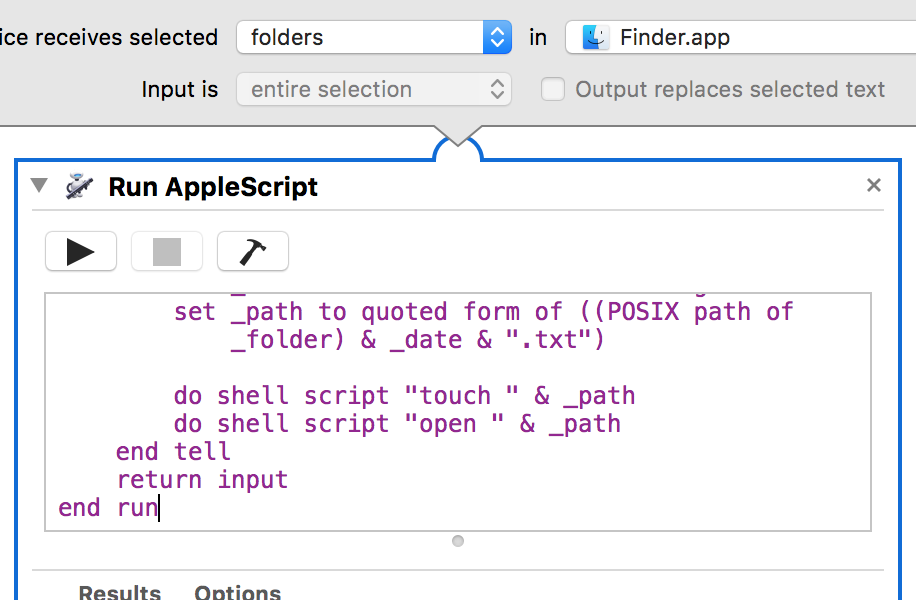 ice receives selected folders in Finder.app
Input is entire selection Output replaces selected text
Run AppleScript
set _path to quoted form of ((POSIX path of
_folder) & _date & ".txt")
do shell script "touch " & _path
do shell script "open " & _path
end tell
return input
end run
Results Options